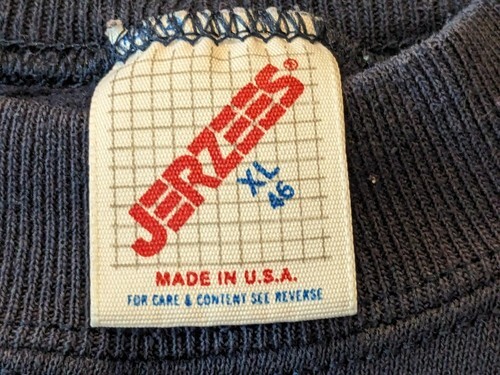 JERZEES®
XL
46
MADE IN U.S.A.
FOR CARE & CONTENT SEE REVERSE